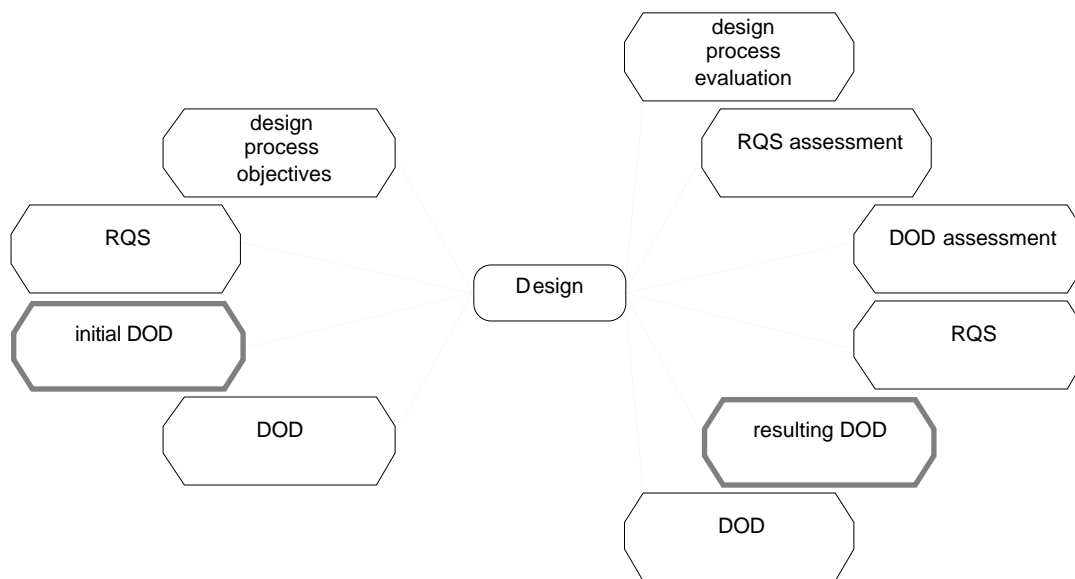 design
process
objectives
RQS
initial DOD
DOD
Design
design
process
evaluation
RQS assessment
DOD assessment
RQS
resulting DOD
DOD